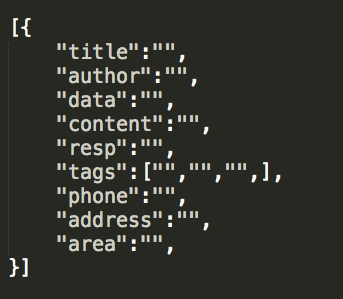 [{
"title":"",
"author":"",
"data":"",
"content":"",
"resp":"",
"tags":["","","",],
"phone":"",
"address":"",
"area":"",
}]